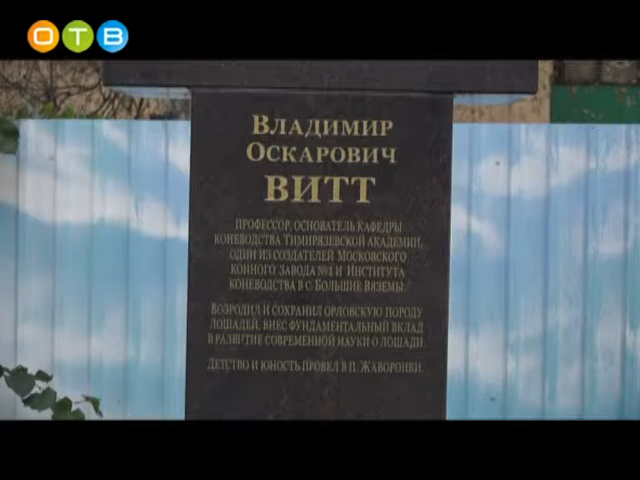 ОТВ
ВЛАДИМИР
ОСКАРОВИЧ
ВИТТ
ПРОФЕССОР, ОСНОВАТЕЛЬ КАФЕДРЫ
КОНЕВОДСТВА ТИМИРЯЗЕВСКОЙ АКАДЕМИИ,
ОДИН ИЗ СОЗДАТЕЛЕЙ МОСКОВСКОГО
КОННОГО ЗАВОДА №1 И ИНСТИТУТА
КОНЕВОДСТВА В С. БОЛЬШИЕ ВЯЗЕМЫ.
ВОЗРОДИЛ И СОХРАНИЛ ОРЛОВСКУЮ ПОРОДУ
ЛОШАДЕЙ, ВНЕС ФУНДАМЕНТАЛЬНЫЙ ВКЛАД
В РАЗВИТИЕ СОВРЕМЕННОЙ НАУКИ О ЛОШАДИ.
ДЕТСТВО И ЮНОСТЬ ПРОВЕЛ В П. ЖАВОРОНКИ.